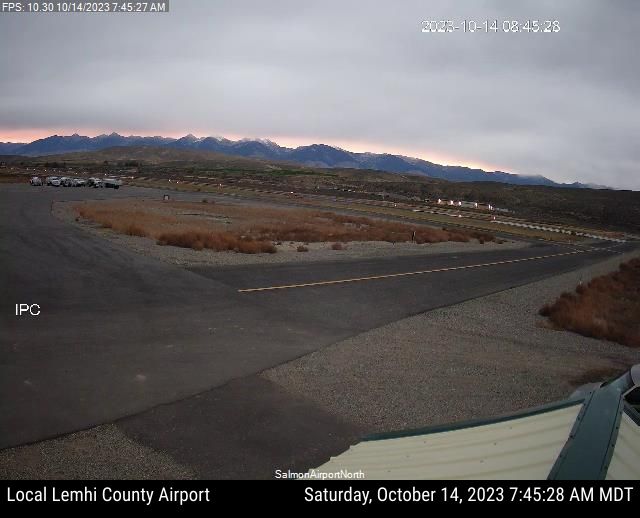 FPS: 10.30 10/14/2023 7:45:27 AM
2023-10-14 08:45:28
IPC
SalmonAirportNorth
Local Lemhi County Airport Saturday, October 14, 2023 7:45:28 AM MDT